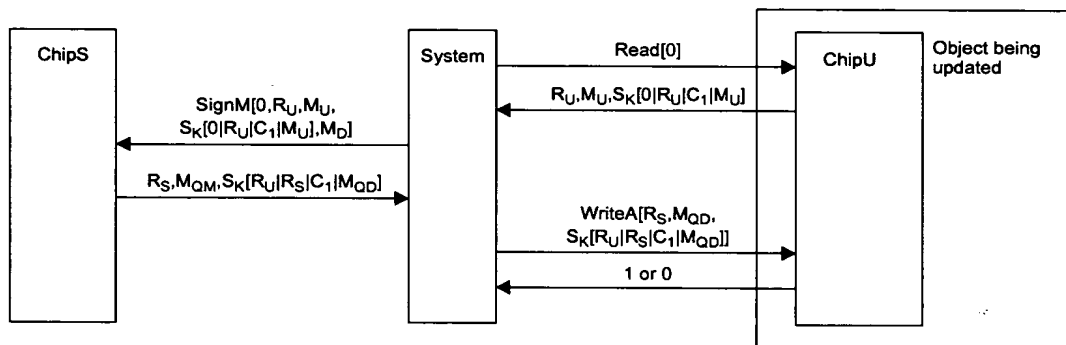 ChipS
System
Read[0]
ChipU
Object being
updated
R_U,M_U,S_K[0|R_U|C_1|M_U]
SignM[0,R_U,M_U,
S_K[0|R_U|C_1|M_U],M_D]
R_S,M_QM,S_K[R_U|R_S|C_1|M_QD]
WriteA[R_S,M_QD,
S_K[R_U|R_S|C_1|M_QD]]
1 or 0